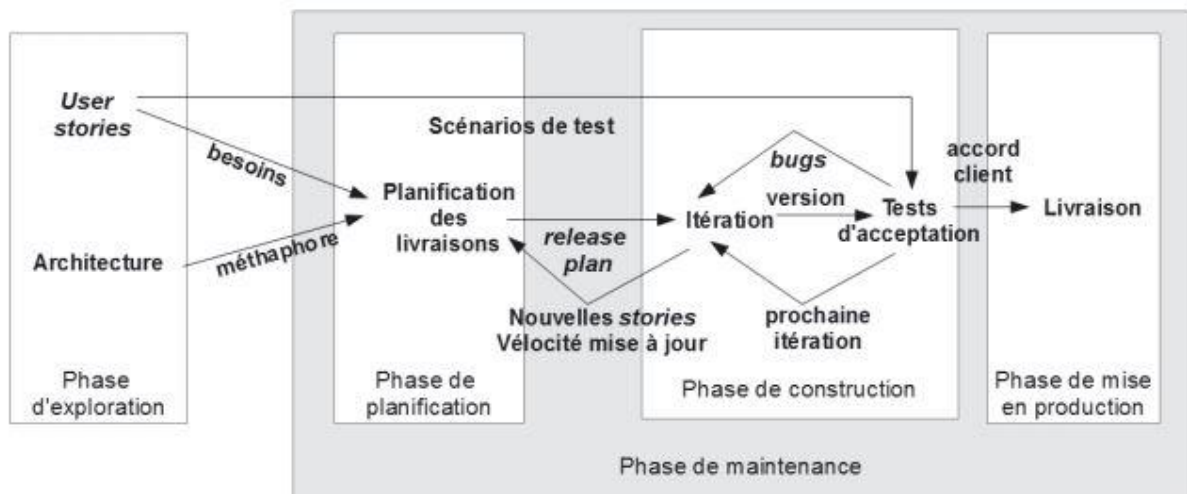 User
stories
Scénarios de test
besoins
Architecture
méthaphore
Planification
des
livraisons
release
plan
Nouvelles stories
Vélocité mise à jour
Itération
bugs
version
Tests
d'acceptation
prochaine
itération
accord
client
Livraison
Phase
d'exploration
Phase de
planification
Phase de construction
Phase de mise
en production
Phase de maintenance